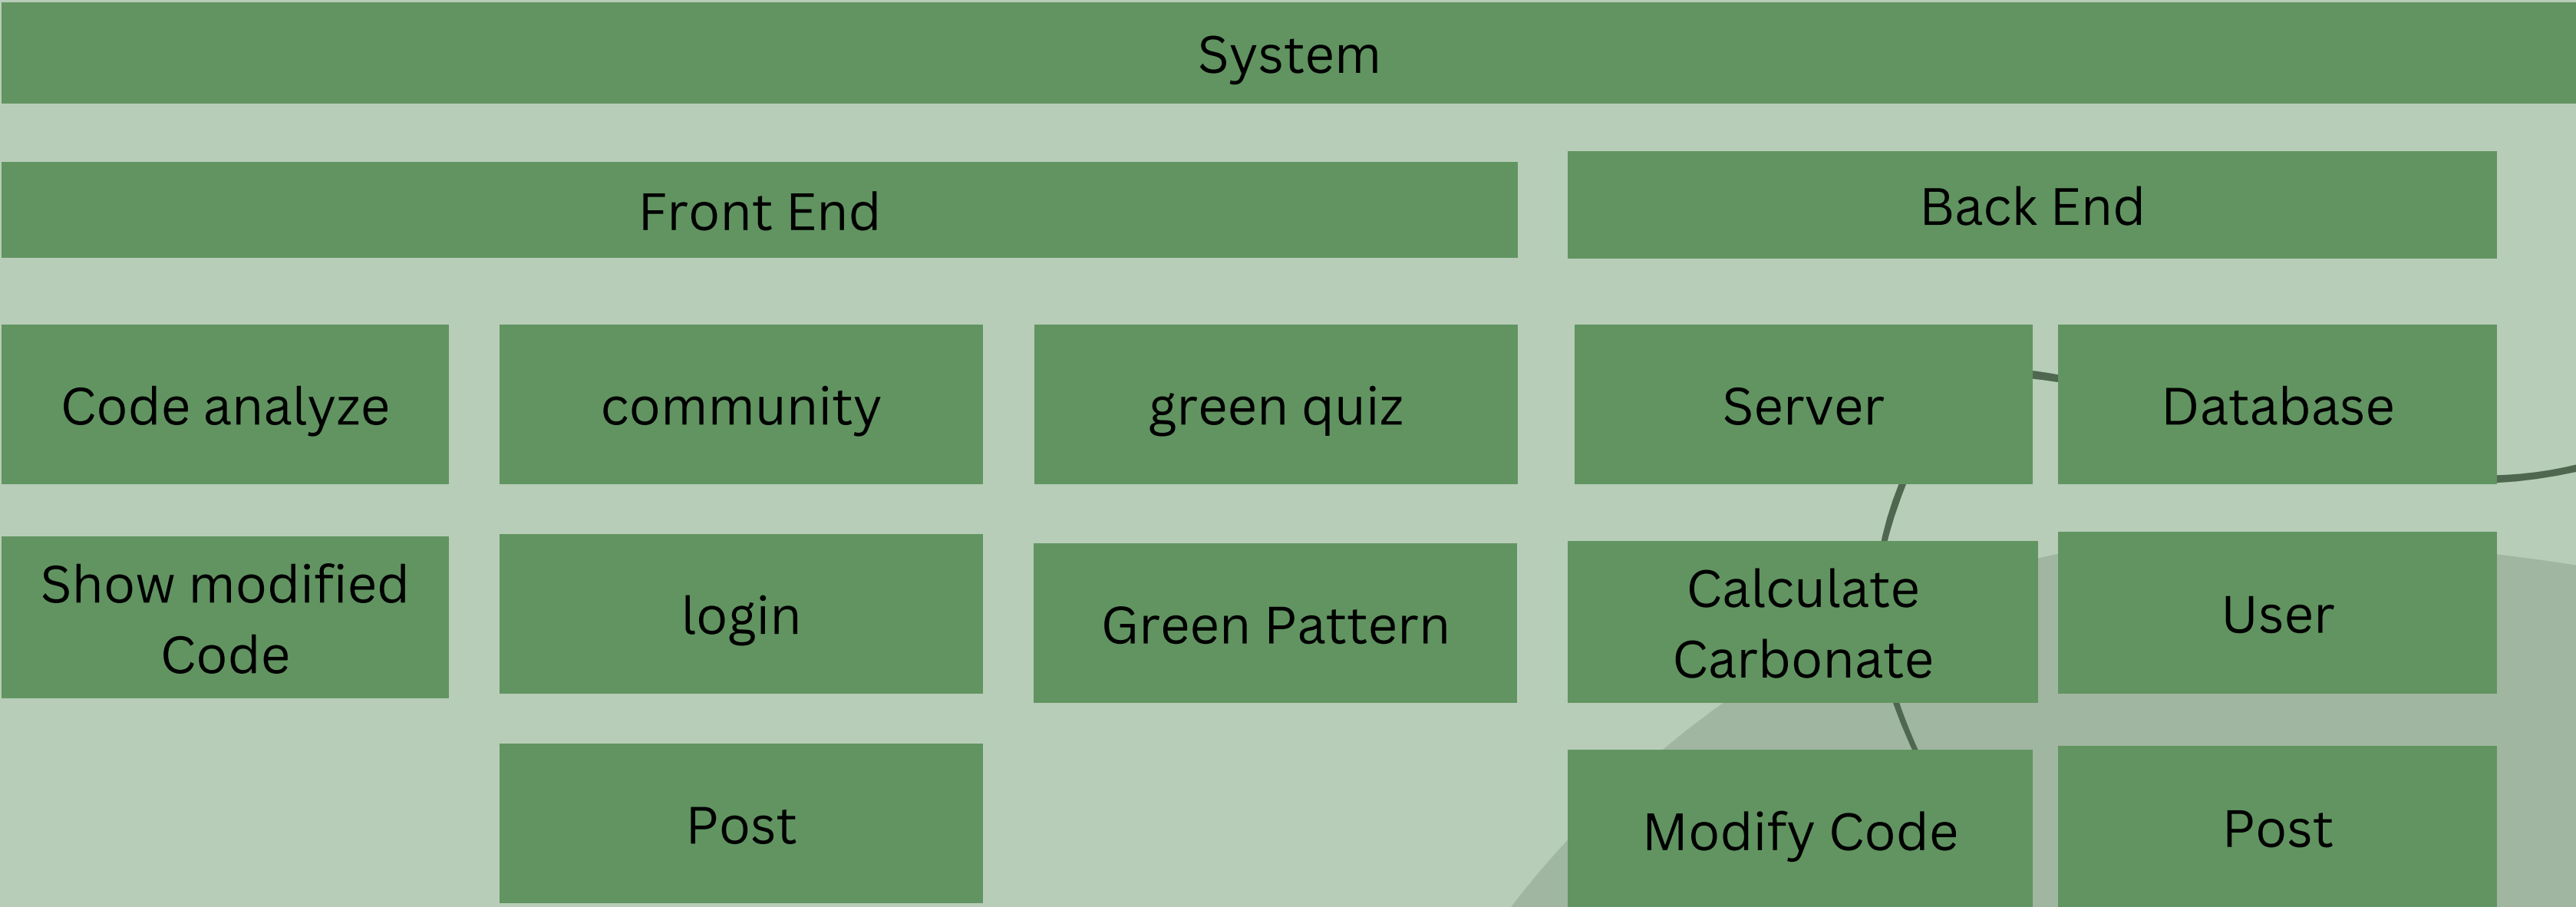 System
Front End
Back End
Code analyze
community
green quiz
Server
Database
Show modified
Code
login
Green Pattern
Calculate
Carbonate
User
Post
Modify Code
Post